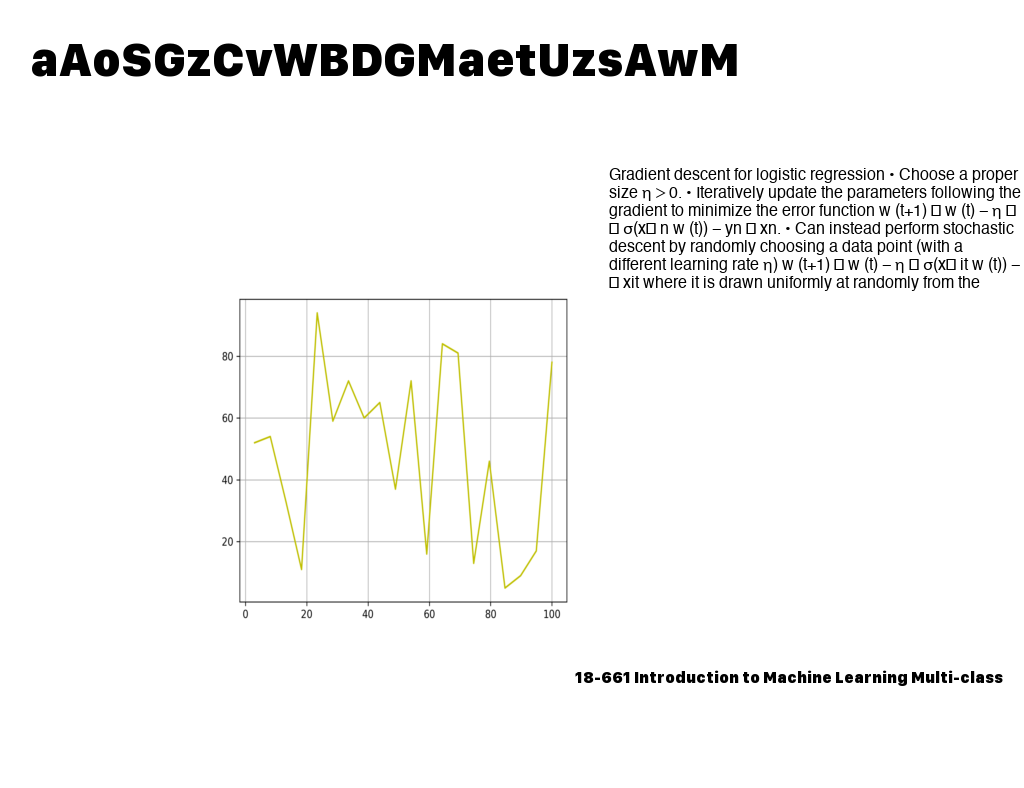 aAoSGzCvWBDGMaetUzsAwM
Gradient descent for logistic regression • Choose a proper
size η > 0. • Iteratively update the parameters following the
gradient to minimize the error function w (t+1) □ w (t) – η □
□ σ(x□ n w (t)) – yn □ xn. • Can instead perform stochastic
descent by randomly choosing a data point (with a
different learning rate η) w (t+1) □ w (t) – η □ σ(x□ it w (t)) –
□ xit where it is drawn uniformly at randomly from the
80
60
40
20
0 20 40 60 80 100
18-661 Introduction to Machine Learning Multi-class